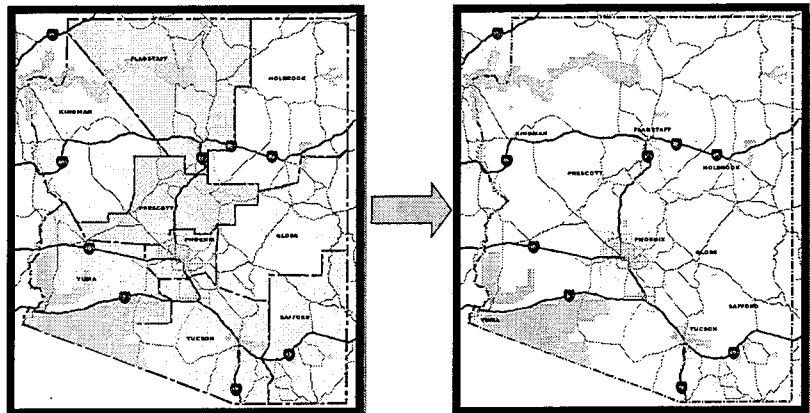 FLAGSTAFF
HOLBROOK
KINGMAN
PRESCOTT
PHOENIX
GLOBE
YUMA
SAFFORD
TUCSON
KINGMAN
FLAGSTAFF
HOLBROOK
PRESCOTT
PHOENIX
GLOBE
SAFFORD
YUMA
TUCSON